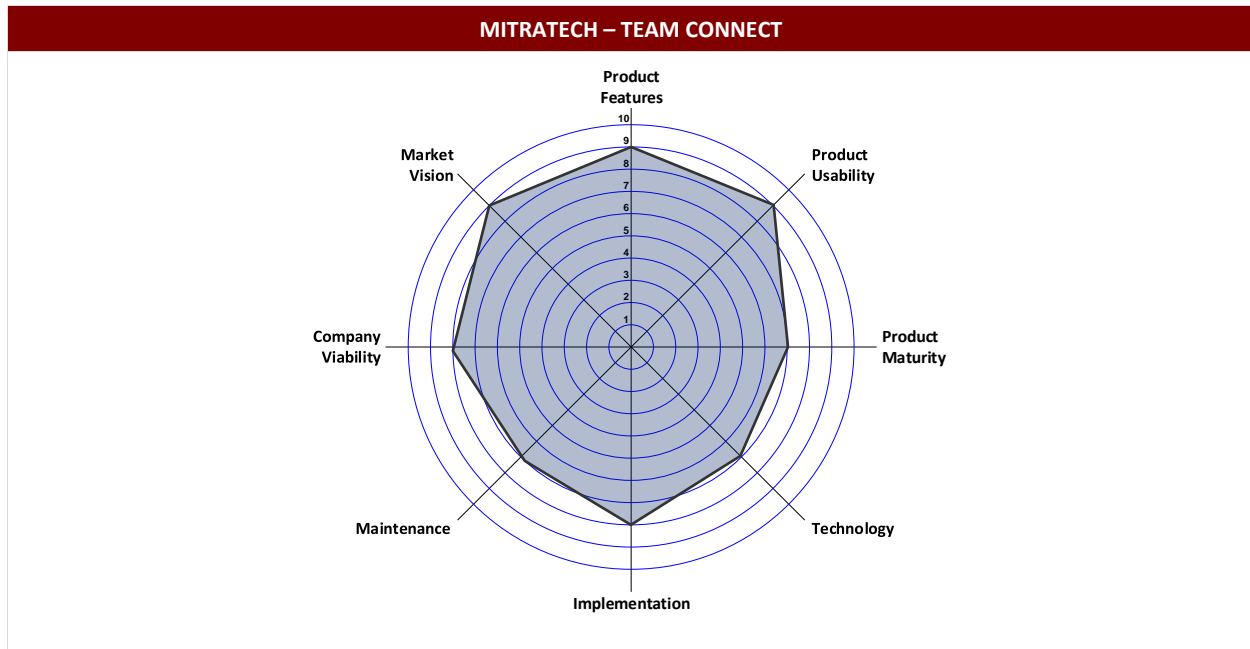 MITRATECH – TEAM CONNECT
Product
Features
10
9
8
7
6
5
4
3
2
1
Market
Vision
Product
Usability
Company
Viability
Product
Maturity
Maintenance
Technology
Implementation